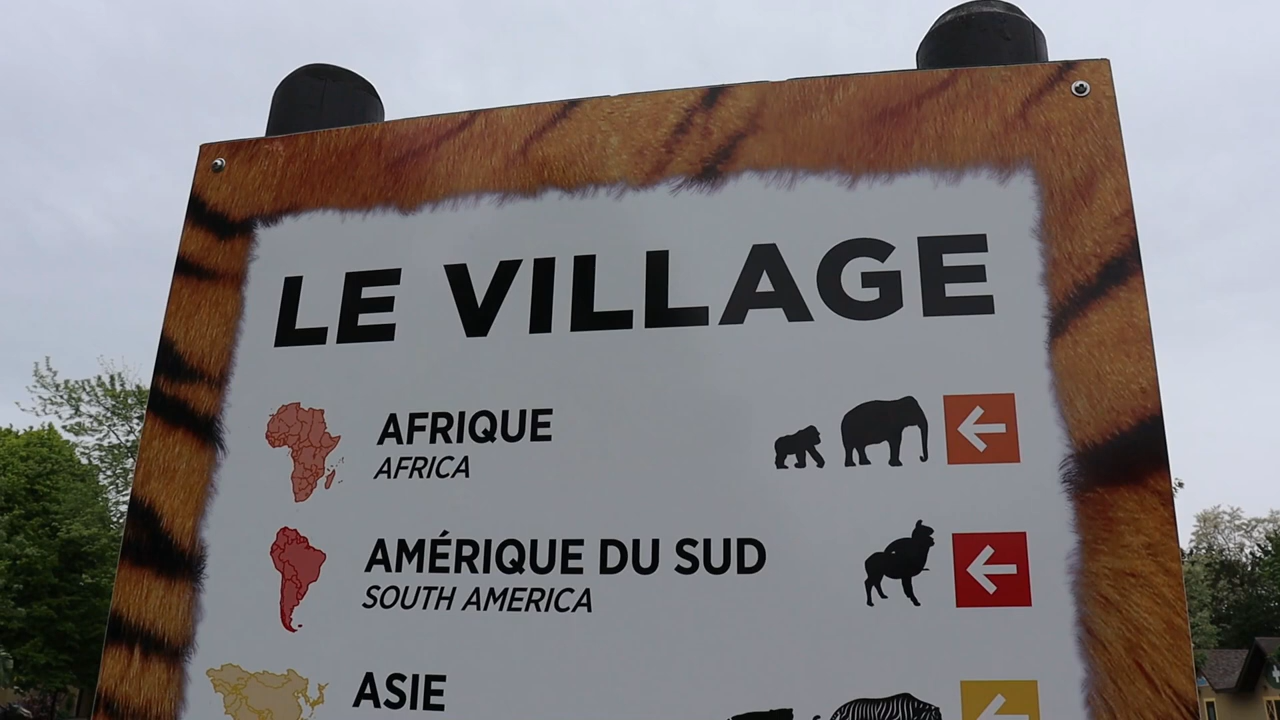 LE VILLAGE
AFRIQUE
AFRICA
AMÉRIQUE DU SUD
SOUTH AMERICA
ASIE